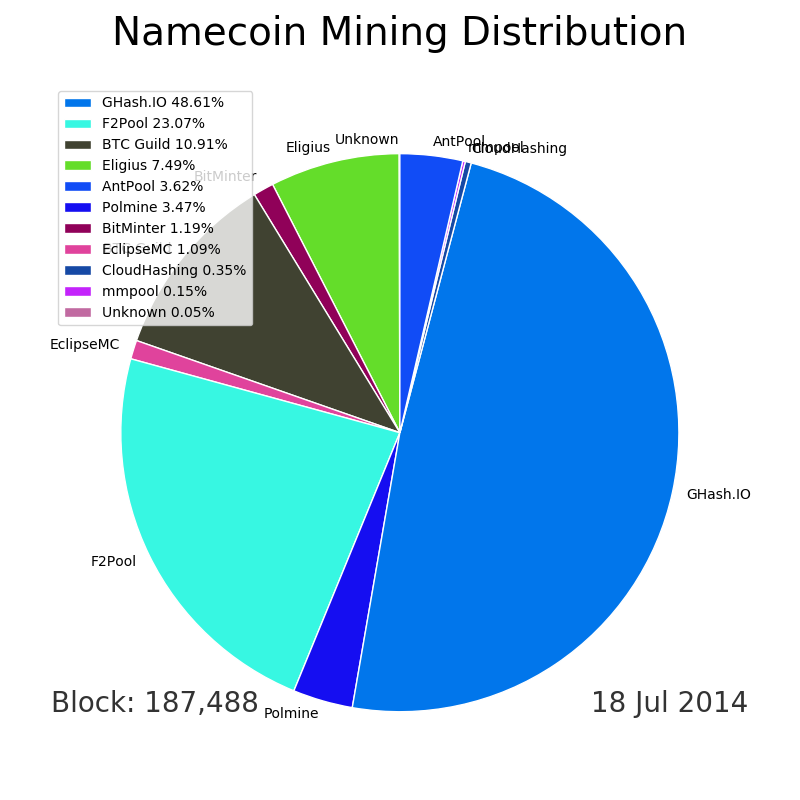 Namecoin Mining Distribution
GHash.IO 48.61%
F2Pool 23.07%
BTC Guild 10.91%
Eligius 7.49%
AntPool 3.62%
Polmine 3.47%
BitMinter 1.19%
EclipseMC 1.09%
CloudHashing 0.35%
mmpool 0.15%
Unknown 0.05%
Unknown
AntPool
mmpool
CloudHashing
Eligius
BitMinter
EclipseMC
GHash.IO
F2Pool
Polmine
Block: 187,488
18 Jul 2014